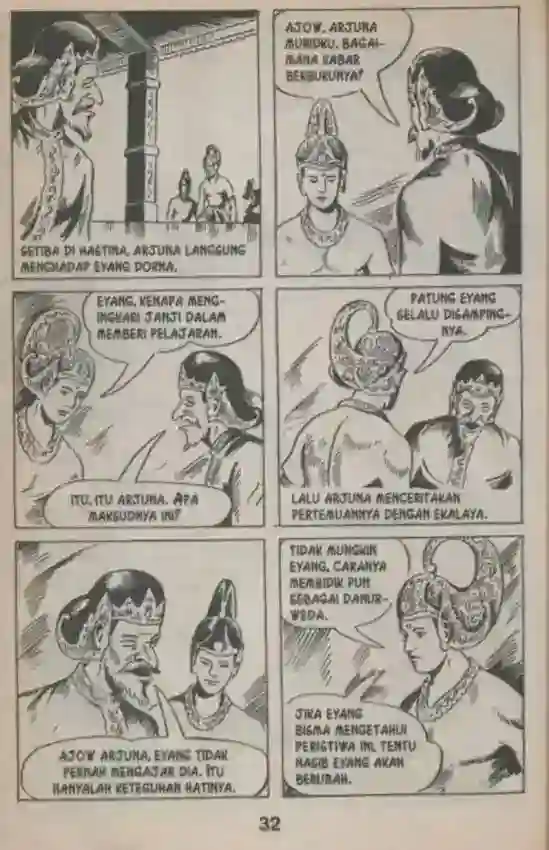 SETIBA DI HASTINA, ARJUNA LANGSUNG
MENGHADAP EYANG DORNA.
AJOW, ARJUNA
MURIDKU. BAGAI-
MANA KABAR
BERBURUNYA?
EYANG, KENAPA MENG-
INGKARI JANJI DALAM
MEMBERI PELAJARAN.
ITU, ITU ARJUNA. APA
MAKSUDNYA INI?
PATUNG EYANG
SELALU DISAMPING-
NYA.
LALU ARJUNA MENCERITAKAN
PERTEMUANNYA DENGAN EKALAYA.
AJOW ARJUNA, EYANG TIDAK
PERNAH MENGAJAR DIA. ITU
HANYALAH KETEGUHAN HATINYA.
TIDAK MUNGKIN
EYANG, CARANYA
MEMBIDIK PUN
SEBAGAI DANUR-
WEDA.
JIKA EYANG
BISMA MENGETAHUI
PERISTIWA INI, TENTU
NASIB EYANG AKAN
BERUBAH.
32